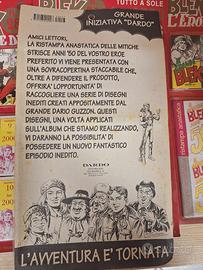 TUTTO A SOLE
GRANDE
INIZIATIVA "DARDO"
AMICI LETTORI,
LA RISTAMPA ANASTATICA DELLE MITICHE
STRISCE ANNI '50 DEL VOSTRO EROE
PREFERITO VI VIENE PRESENTATA CON
UNA SOVRACOPERTINA STACCABILE CHE,
OLTRE A DIFENDERE IL PRODOTTO,
OFFRIRA' L'OPPORTUNITA' DI
RACCOGLIERE UNA SERIE DI DISEGNI
INEDITI CREATI APPOSITAMENTE DAL
GRANDE DARIO GUZZON. QUESTI
DISEGNI, UNA VOLTA APPLICATI
SULL'ALBUM CHE STIAMO REALIZZANDO,
VI DARANNO LA POSSIBILITA' DI
POSSEDERE UN NUOVO FANTASTICO
EPISODIO INEDITO.
DARDO
L'AVVENTURA E' TORNATA